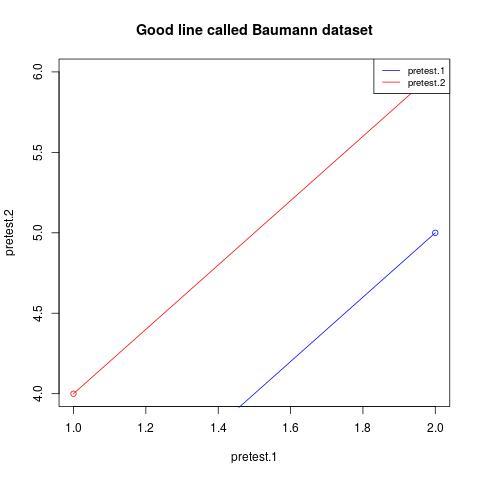 Good line called Baumann dataset
pretest.1
pretest.2
6.0
5.5
5.0
4.5
4.0
pretest.2
1.0 1.2 1.4 1.6 1.8 2.0
pretest.1